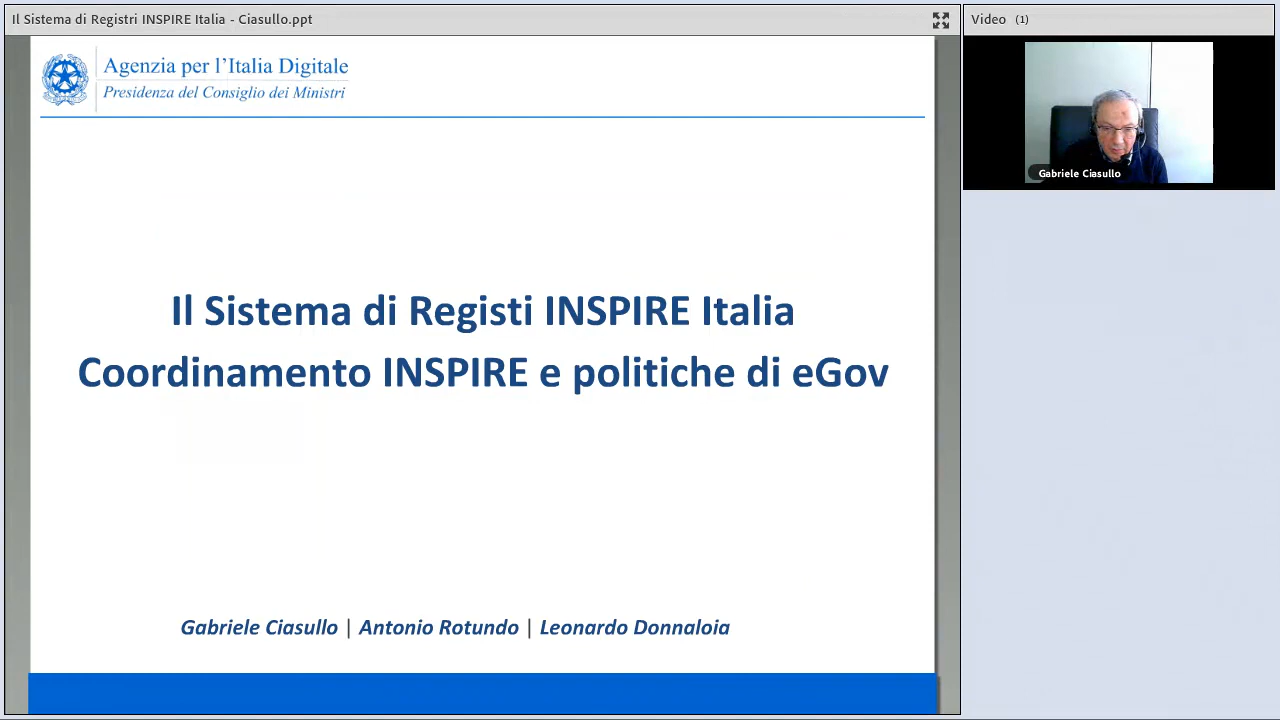 Il Sistema di Registri INSPIRE Italia - Ciasullo.ppt
Video (1)
Agenzia per l'Italia Digitale
Presidenza del Consiglio dei Ministri
Gabriele Ciasullo
Il Sistema di Registi INSPIRE Italia
Coordinamento INSPIRE e politiche di eGov
Gabriele Ciasullo | Antonio Rotundo | Leonardo Donnaloia